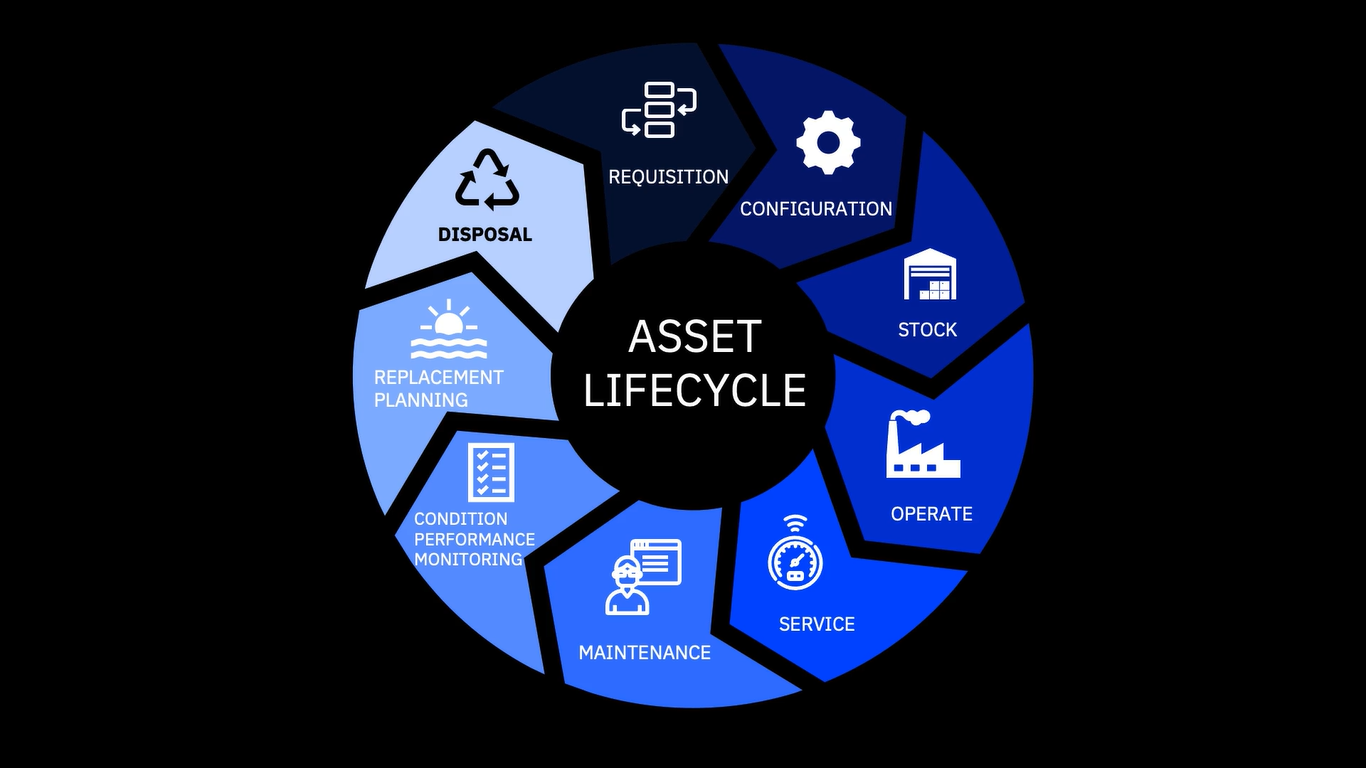 ASSET
LIFECYCLE
REQUISITION
CONFIGURATION
STOCK
OPERATE
SERVICE
MAINTENANCE
CONDITION
PERFORMANCE
MONITORING
REPLACEMENT
PLANNING
DISPOSAL